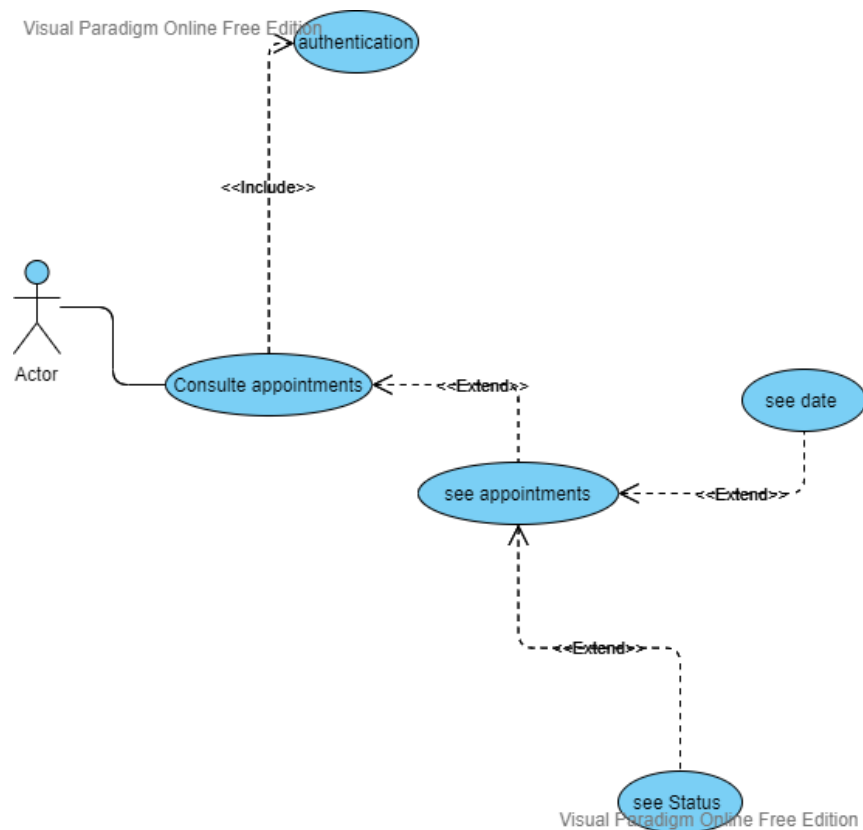 Visual Paradigm Online Free Edition
authentication
<<Include>>
Actor
Consulte appointments
<<Extend>>
see date
see appointments
<<Extend>>
<<Extend>>
see Status
Visual Paradigm Online Free Edition